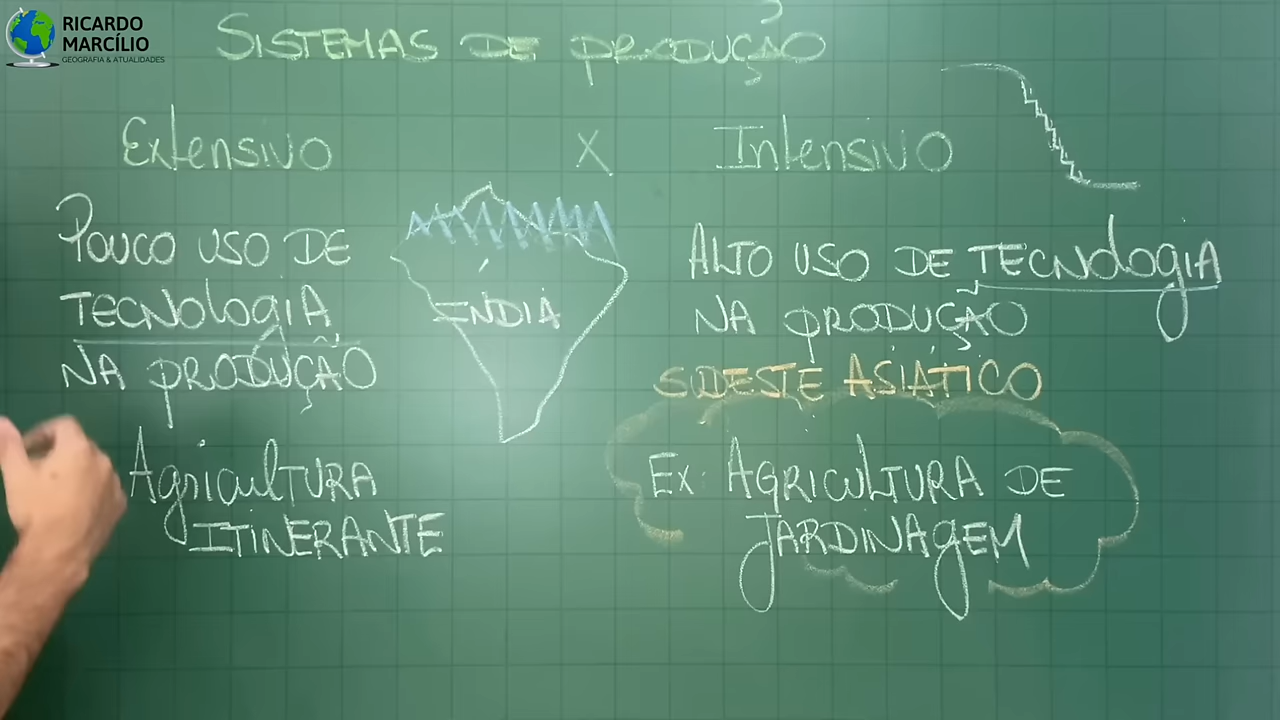 RICARDO
MARCÍLIO
GEOGRAFIA & ATUALIDADES
SISTEMAS DE PRODUÇÃO
Extensivo X Intensivo
POUCO USO DE
TECNOLOGIA
NA PRODUÇÃO
Agricultura
ITINERANTE
ÍNDIA
ALTO USO DE TECNOLOGIA
NA PRODUÇÃO
SUDESTE ASIÁTICO
Ex: AGRICULTURA DE
JARDINAGEM